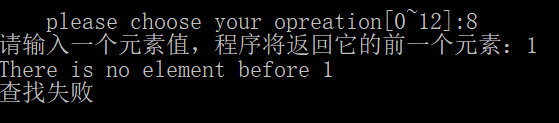 please choose your opreation[0~12]:8
请输入一个元素值，程序将返回它的前一个元素：1
There is no element before 1
查找失败